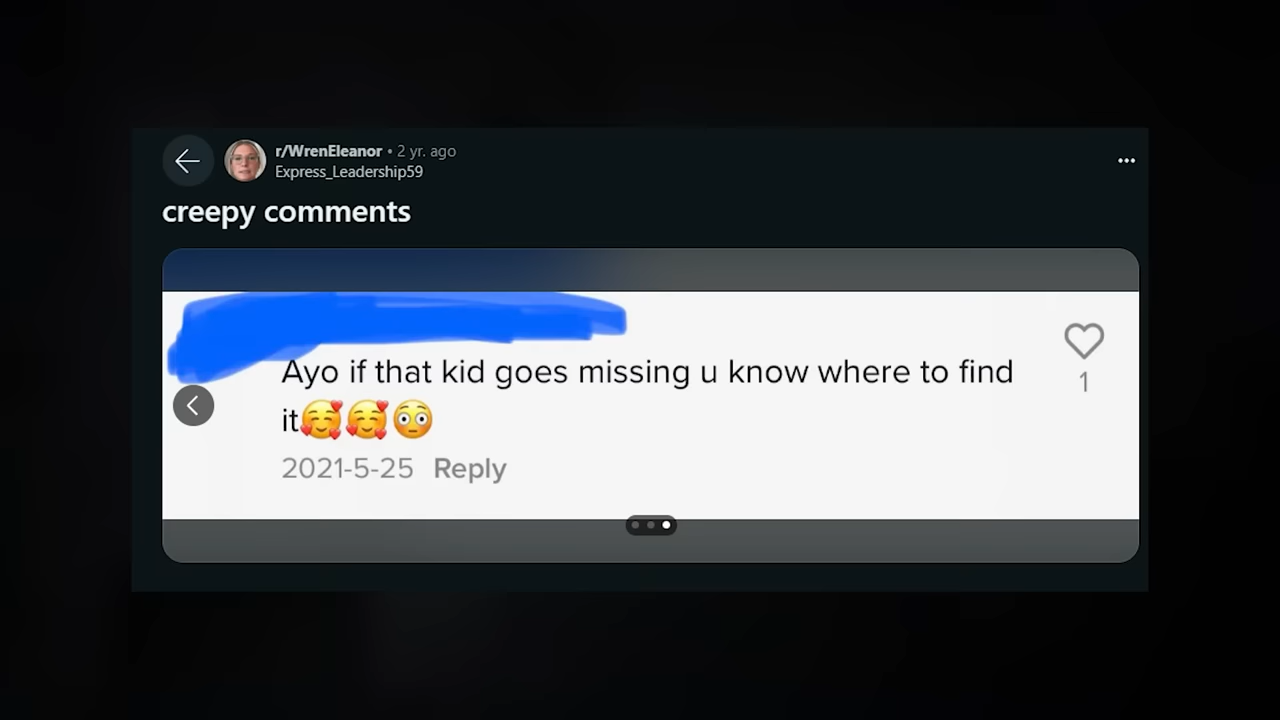 r/WrenEleanor • 2 yr. ago
Express_Leadership59
creepy comments
Ayo if that kid goes missing u know where to find
it🥰🥰😳
1
2021-5-25 Reply